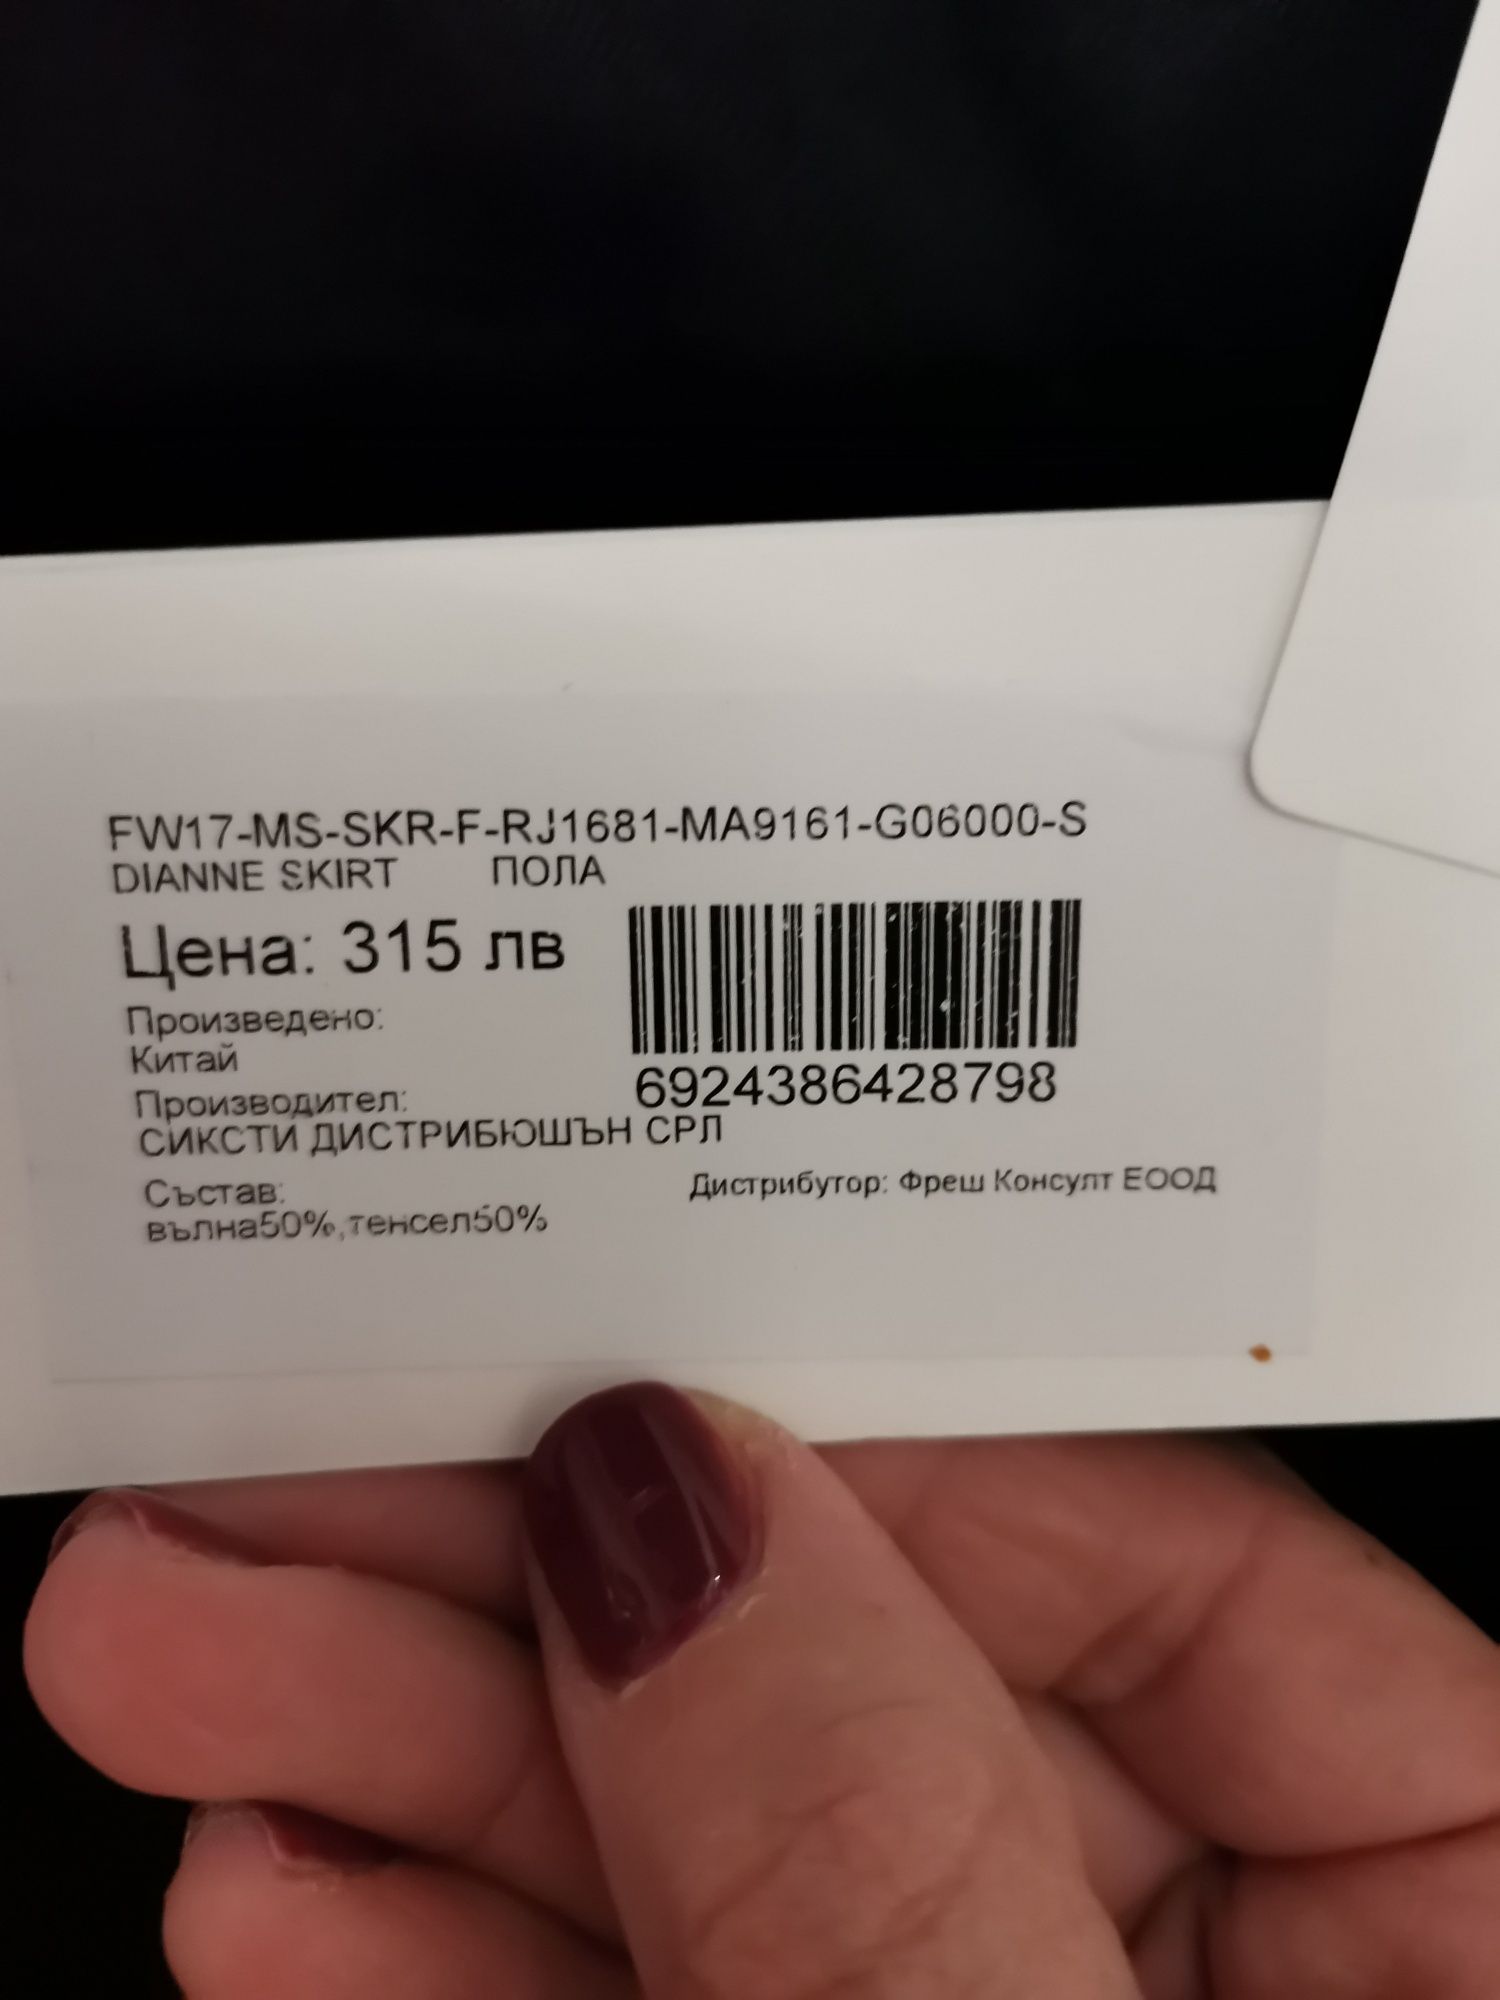 FW17-MS-SKR-F-RJ1681-MA9161-G06000-S
DIANNE SKIRT ПОЛА
Цена: 315 лв
Произведено:
Китай
6924386428798
Производител:
СИКСТИ ДИСТРИБЮШЪН СРЛ
Състав:
вълна50%,тенсел50%
Дистрибутор: Фреш Консулт ЕООД